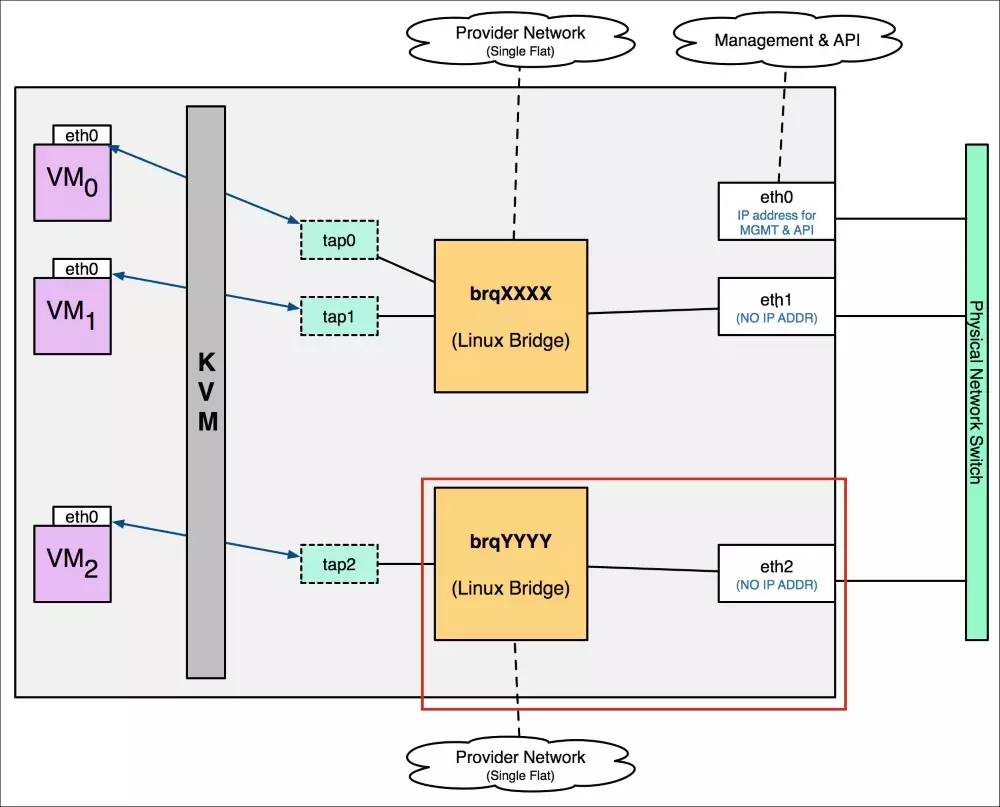 Provider Network
(Single Flat)
Management & API
eth0
VM0
eth0
IP address for
MGMT & API
tap0
eth0
VM1
tap1
brqXXXX
(Linux Bridge)
eth1
(NO IP ADDR)
K
V
M
Physical Network Switch
eth0
VM2
tap2
brqYYYY
(Linux Bridge)
eth2
(NO IP ADDR)
Provider Network
(Single Flat)